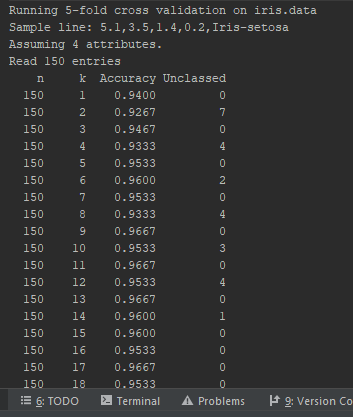 Running 5-fold cross validation on iris.data
Sample line: 5.1,3.5,1.4,0.2,Iris-setosa
Assuming 4 attributes.
Read 150 entries
n k Accuracy Unclassed
150 1 0.9400 0
150 2 0.9267 7
150 3 0.9467 0
150 4 0.9333 4
150 5 0.9533 0
150 6 0.9600 2
150 7 0.9533 0
150 8 0.9333 4
150 9 0.9667 0
150 10 0.9533 3
150 11 0.9667 0
150 12 0.9533 4
150 13 0.9667 0
150 14 0.9600 1
150 15 0.9600 0
150 16 0.9533 0
150 17 0.9667 0
150 18 0.9533 0
6: TODO Terminal Problems 9: Version Co